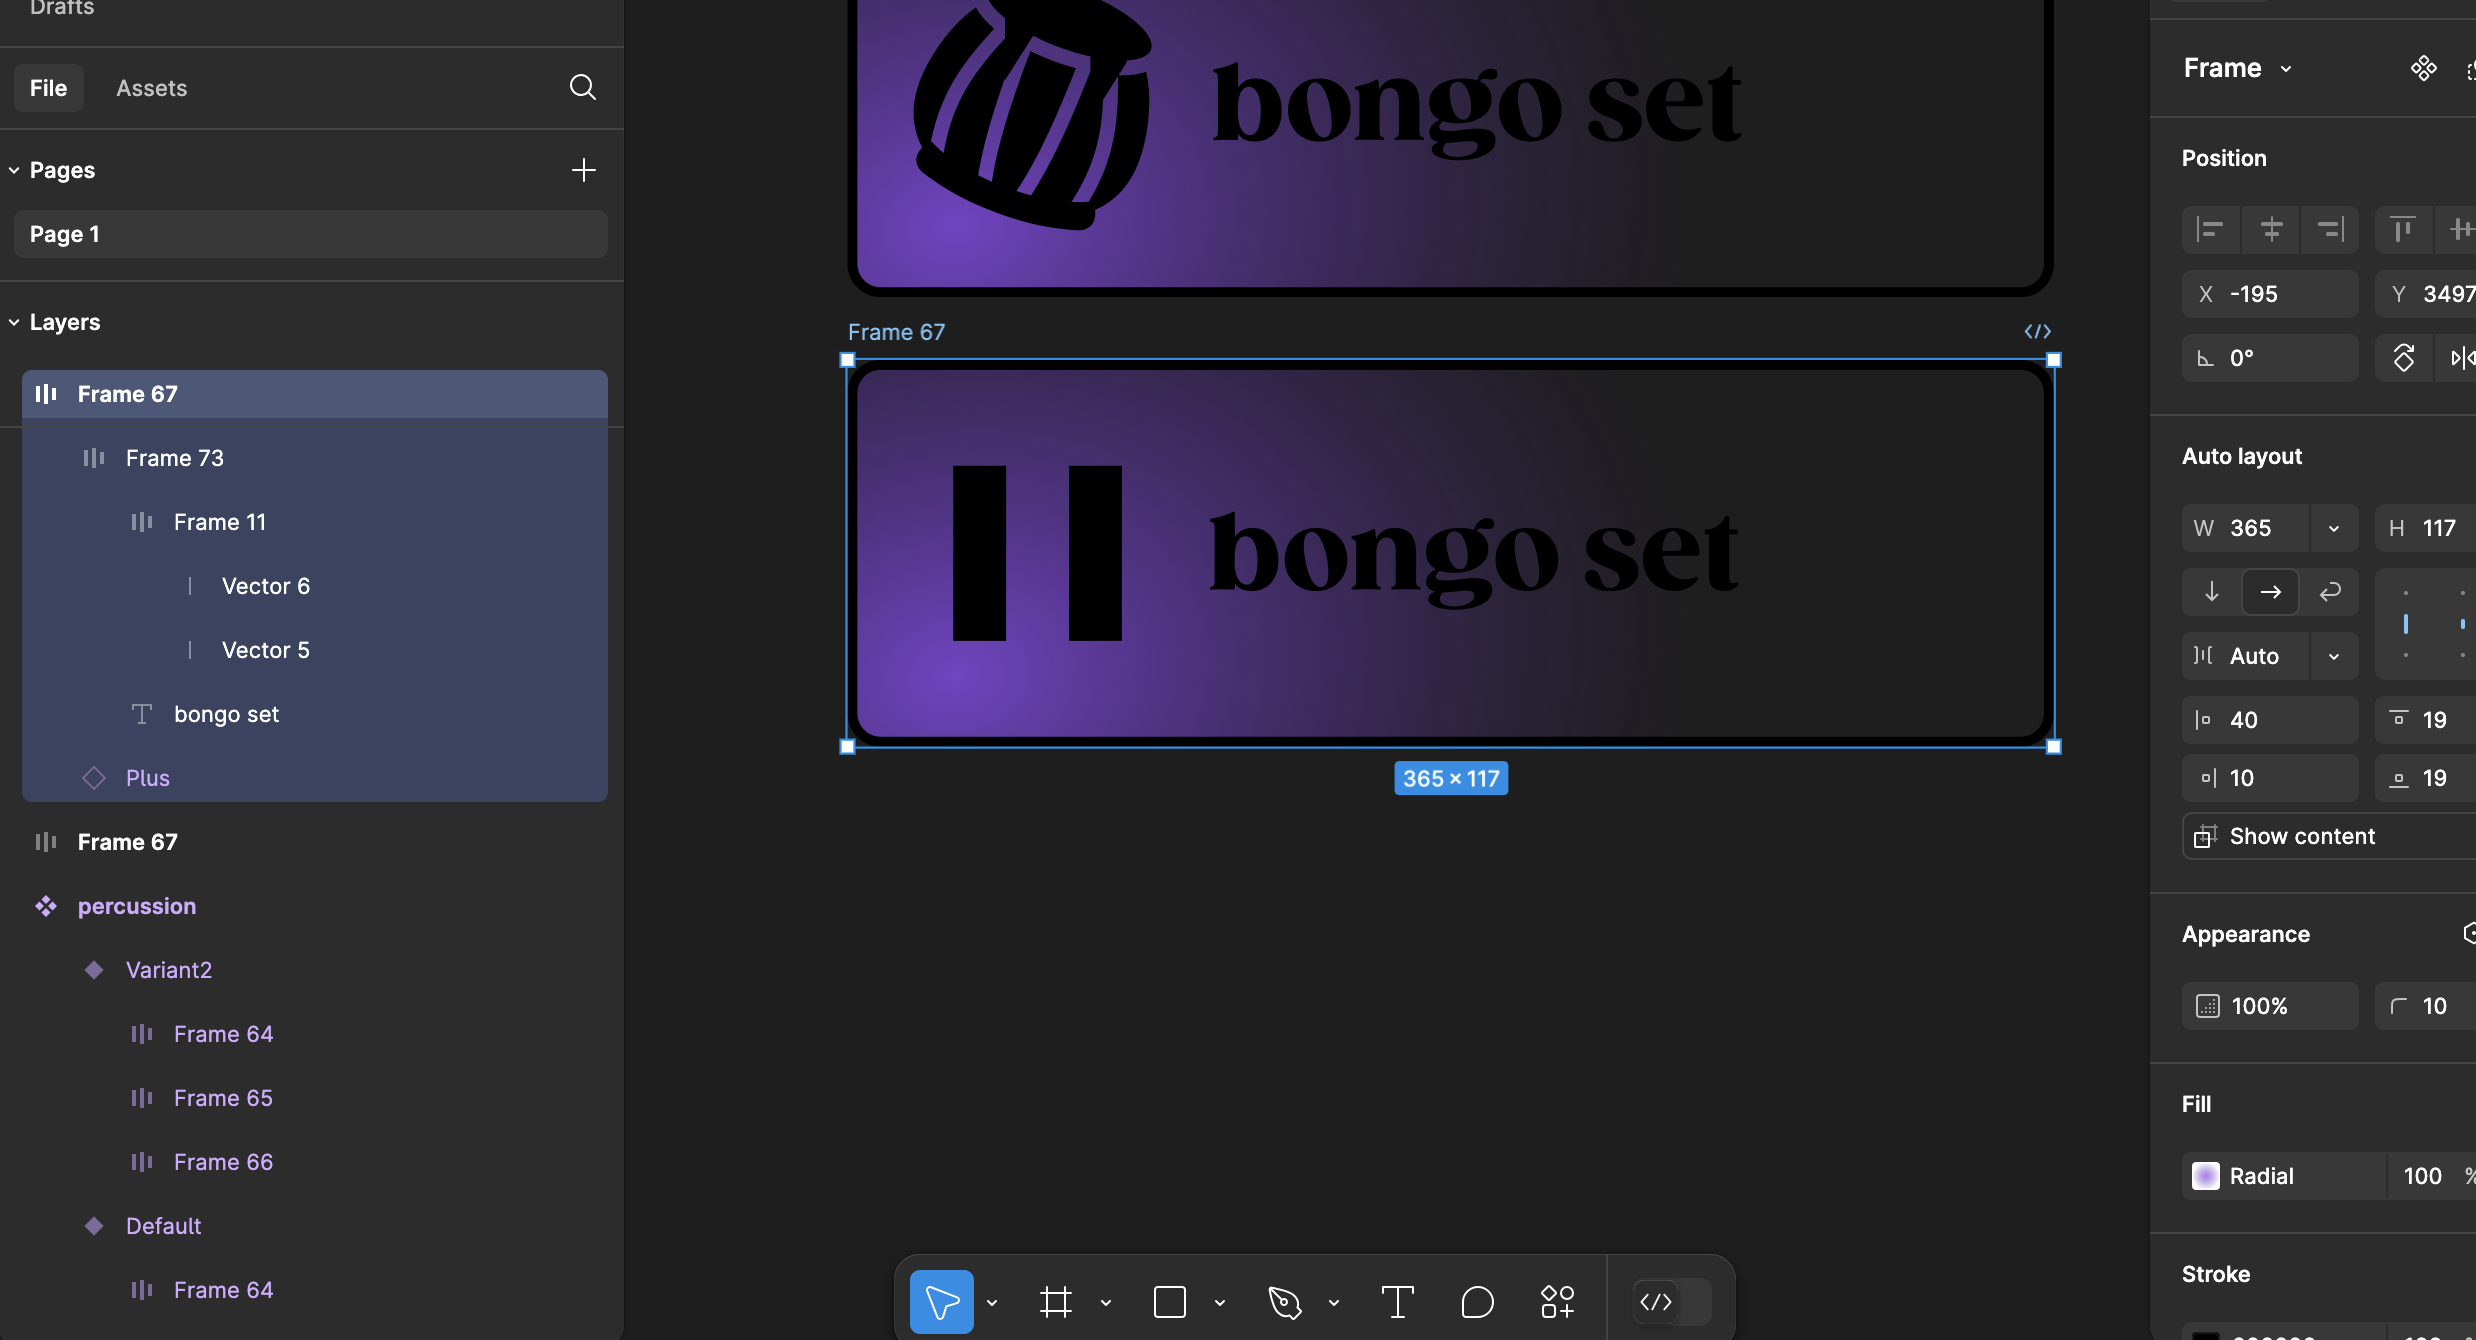 Drafts
File
Assets
Pages
Page 1
Layers
Frame 67
Frame 73
Frame 11
Vector 6
Vector 5
bongo set
Plus
Frame 67
percussion
Variant2
Frame 64
Frame 65
Frame 66
Default
Frame 64
bongo set
Frame 67
bongo set
365 × 117
Frame
Position
X -195
Y 3497
0°
Auto layout
W 365
H 117
Auto
40
19
10
19
Show content
Appearance
100%
10
Fill
Radial 100 %
Stroke